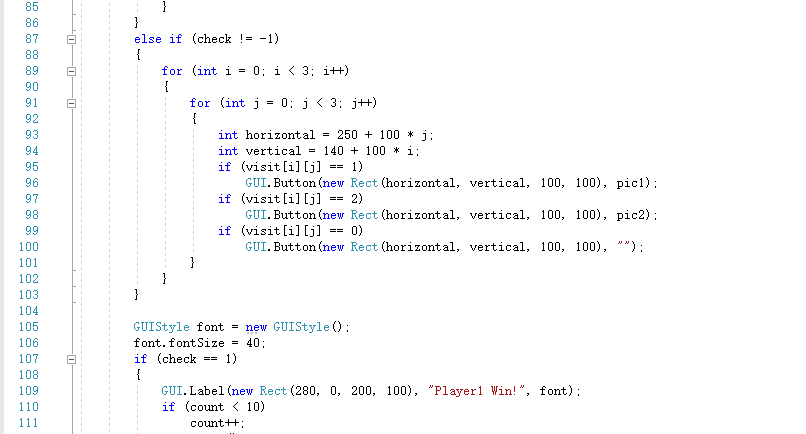 85 }
86 }
87 else if (check != -1)
88 {
89 for (int i = 0; i < 3; i++)
90 {
91 for (int j = 0; j < 3; j++)
92 {
93 int horizontal = 250 + 100 * j;
94 int vertical = 140 + 100 * i;
95 if (visit[i][j] == 1)
96 GUI.Button(new Rect(horizontal, vertical, 100, 100), pic1);
97 if (visit[i][j] == 2)
98 GUI.Button(new Rect(horizontal, vertical, 100, 100), pic2);
99 if (visit[i][j] == 0)
100 GUI.Button(new Rect(horizontal, vertical, 100, 100), "");
101 }
102 }
103 }
104
105 GUIStyle font = new GUIStyle();
106 font.fontSize = 40;
107 if (check == 1)
108 {
109 GUI.Label(new Rect(280, 0, 200, 100), "Player1 Win!", font);
110 if (count < 10)
111 count++;